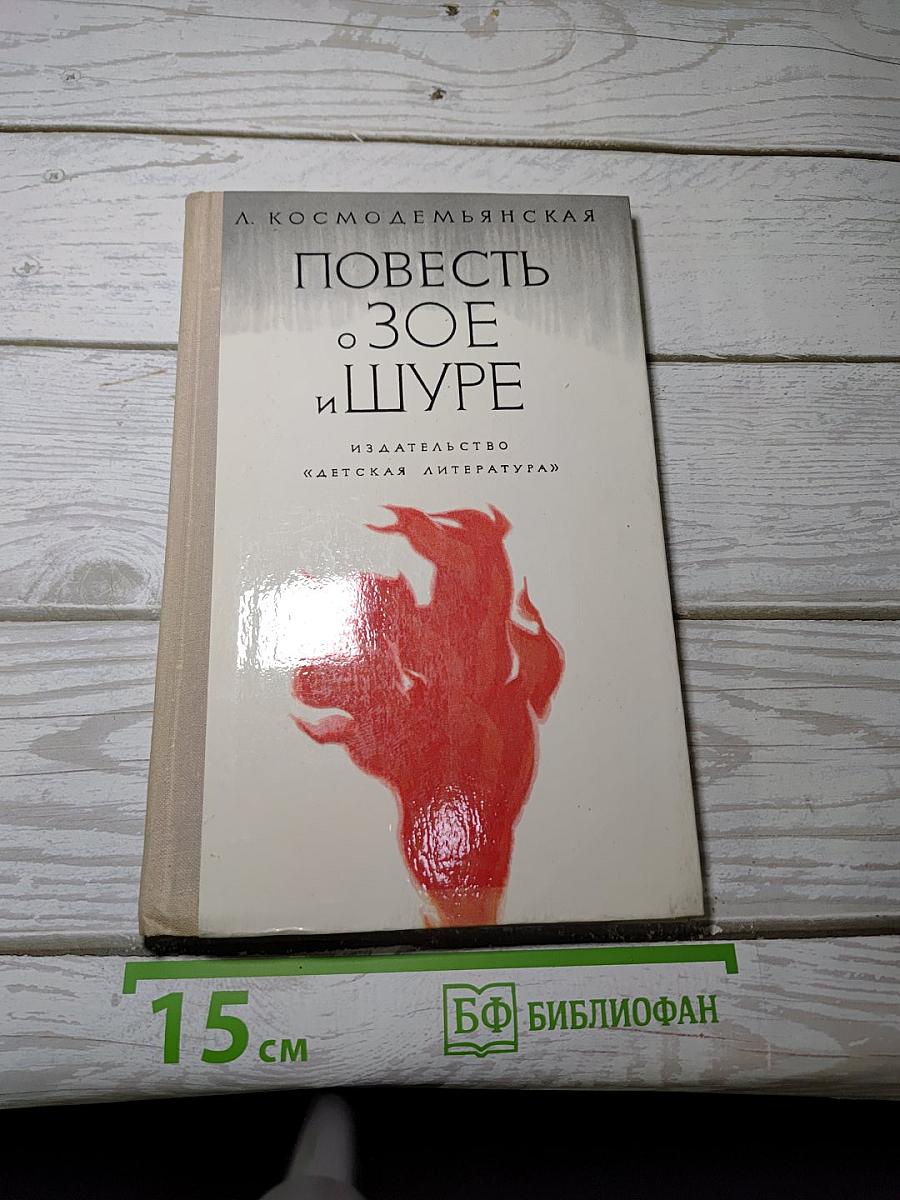 Л. КОСМОДЕМЬЯНСКАЯ
ПОВЕСТЬ
о ЗОЕ
и ШУРЕ
ИЗДАТЕЛЬСТВО
«ДЕТСКАЯ ЛИТЕРАТУРА»
15 см
БФ БИБЛИОФАН